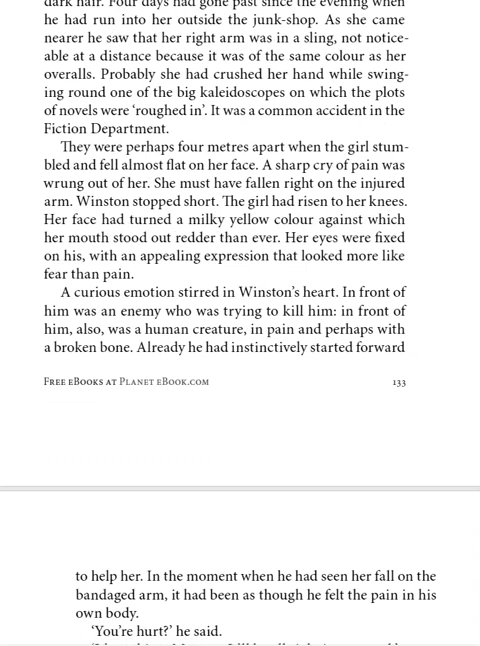 dark hair. Four days had gone past since the evening when
he had run into her outside the junk-shop. As she came
nearer he saw that her right arm was in a sling, not notice-
able at a distance because it was of the same colour as her
overalls. Probably she had crushed her hand while swing-
ing round one of the big kaleidoscopes on which the plots
of novels were ‘roughed in’. It was a common accident in the
Fiction Department.
They were perhaps four metres apart when the girl stum-
bled and fell almost flat on her face. A sharp cry of pain was
wrung out of her. She must have fallen right on the injured
arm. Winston stopped short. The girl had risen to her knees.
Her face had turned a milky yellow colour against which
her mouth stood out redder than ever. Her eyes were fixed
on his, with an appealing expression that looked more like
fear than pain.
A curious emotion stirred in Winston’s heart. In front of
him was an enemy who was trying to kill him: in front of
him, also, was a human creature, in pain and perhaps with
a broken bone. Already he had instinctively started forward
Free eBooks at Planet eBook.com 133
to help her. In the moment when he had seen her fall on the
bandaged arm, it had been as though he felt the pain in his
own body.
‘You’re hurt?’ he said.